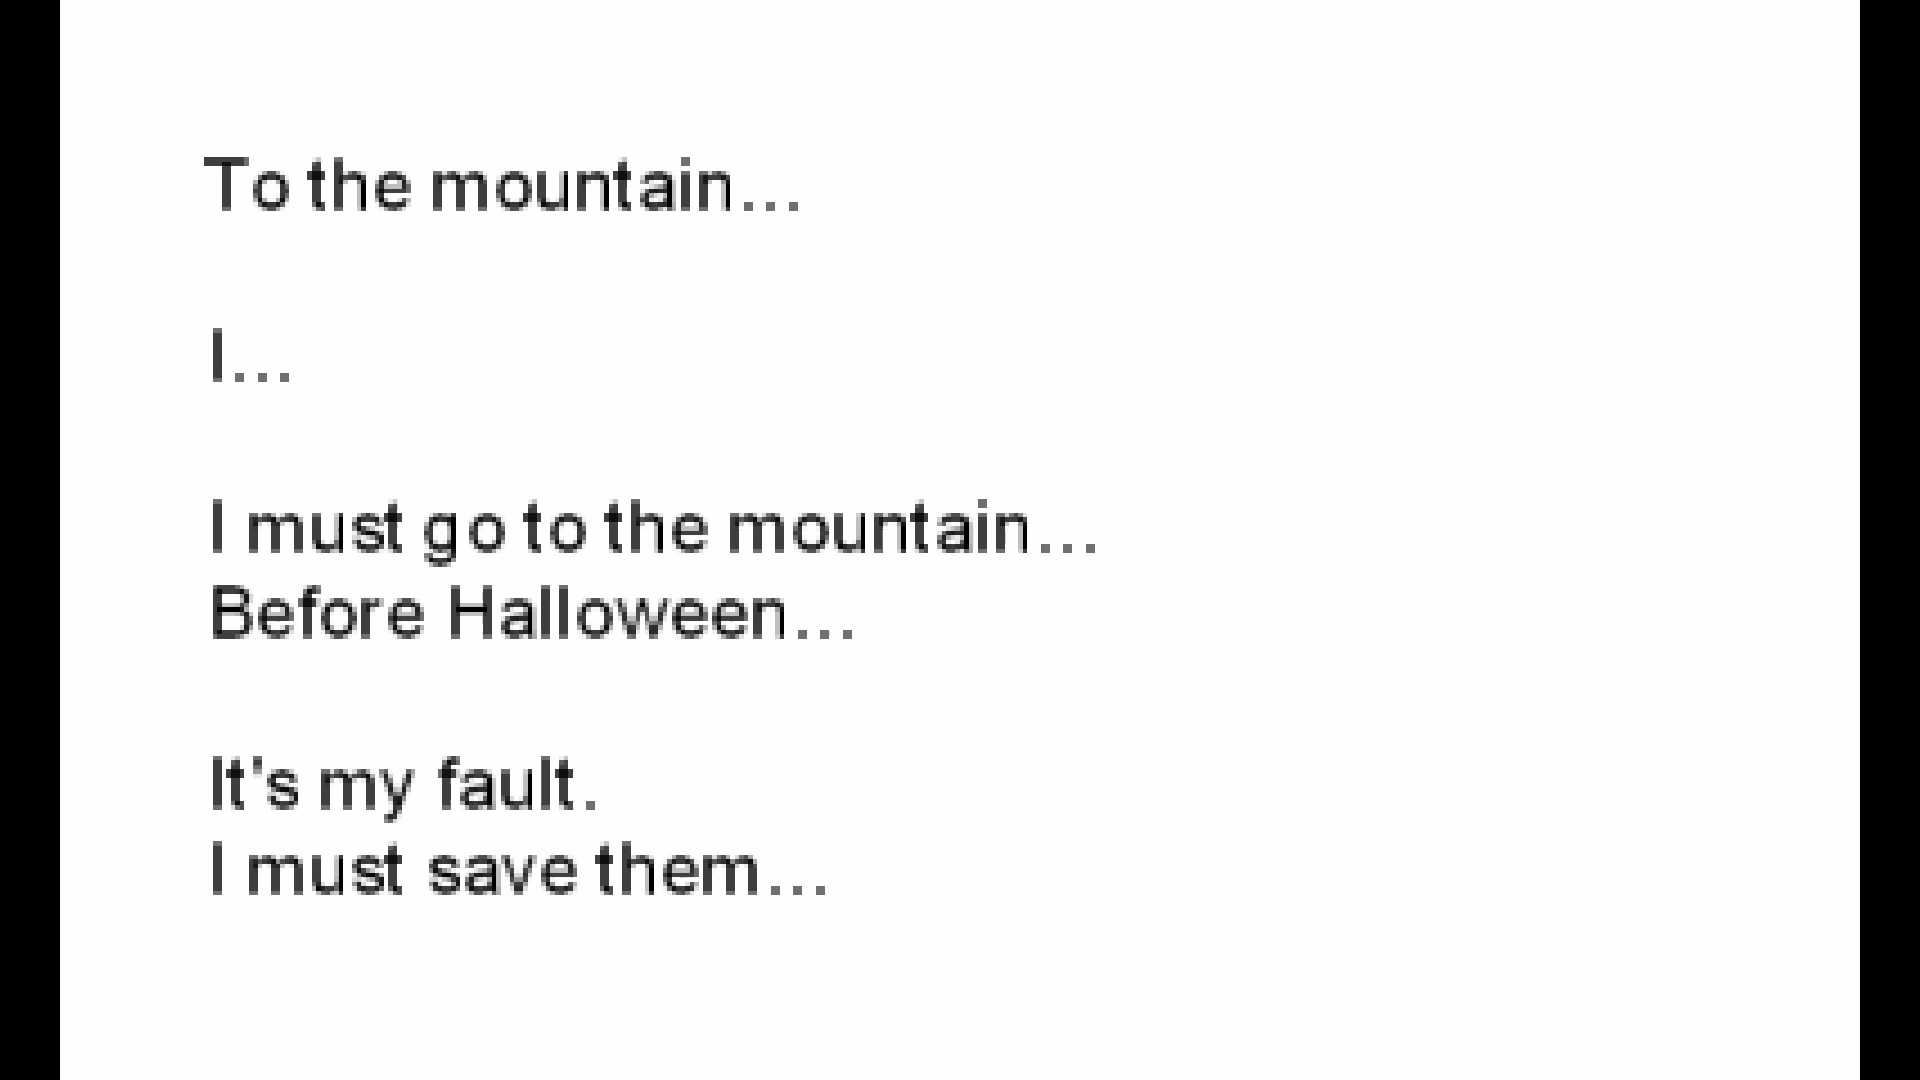 To the mountain...
I...
I must go to the mountain...
Before Halloween...
It's my fault.
I must save them...